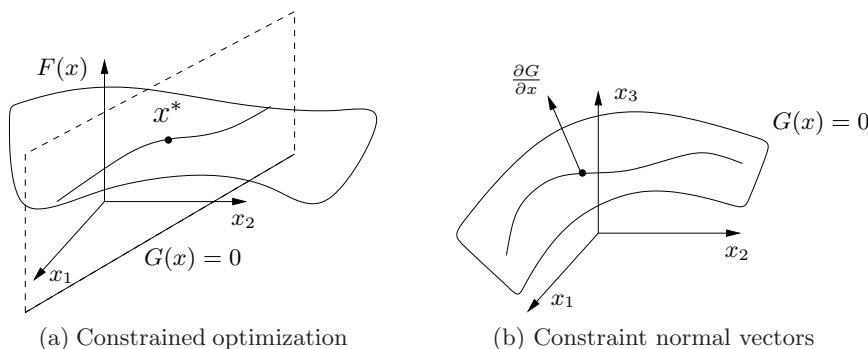 F(x)
x*
x₂
x₁
G(x) = 0
(a) Constrained optimization
∂G
∂x
x₃
G(x) = 0
x₂
x₁
(b) Constraint normal vectors